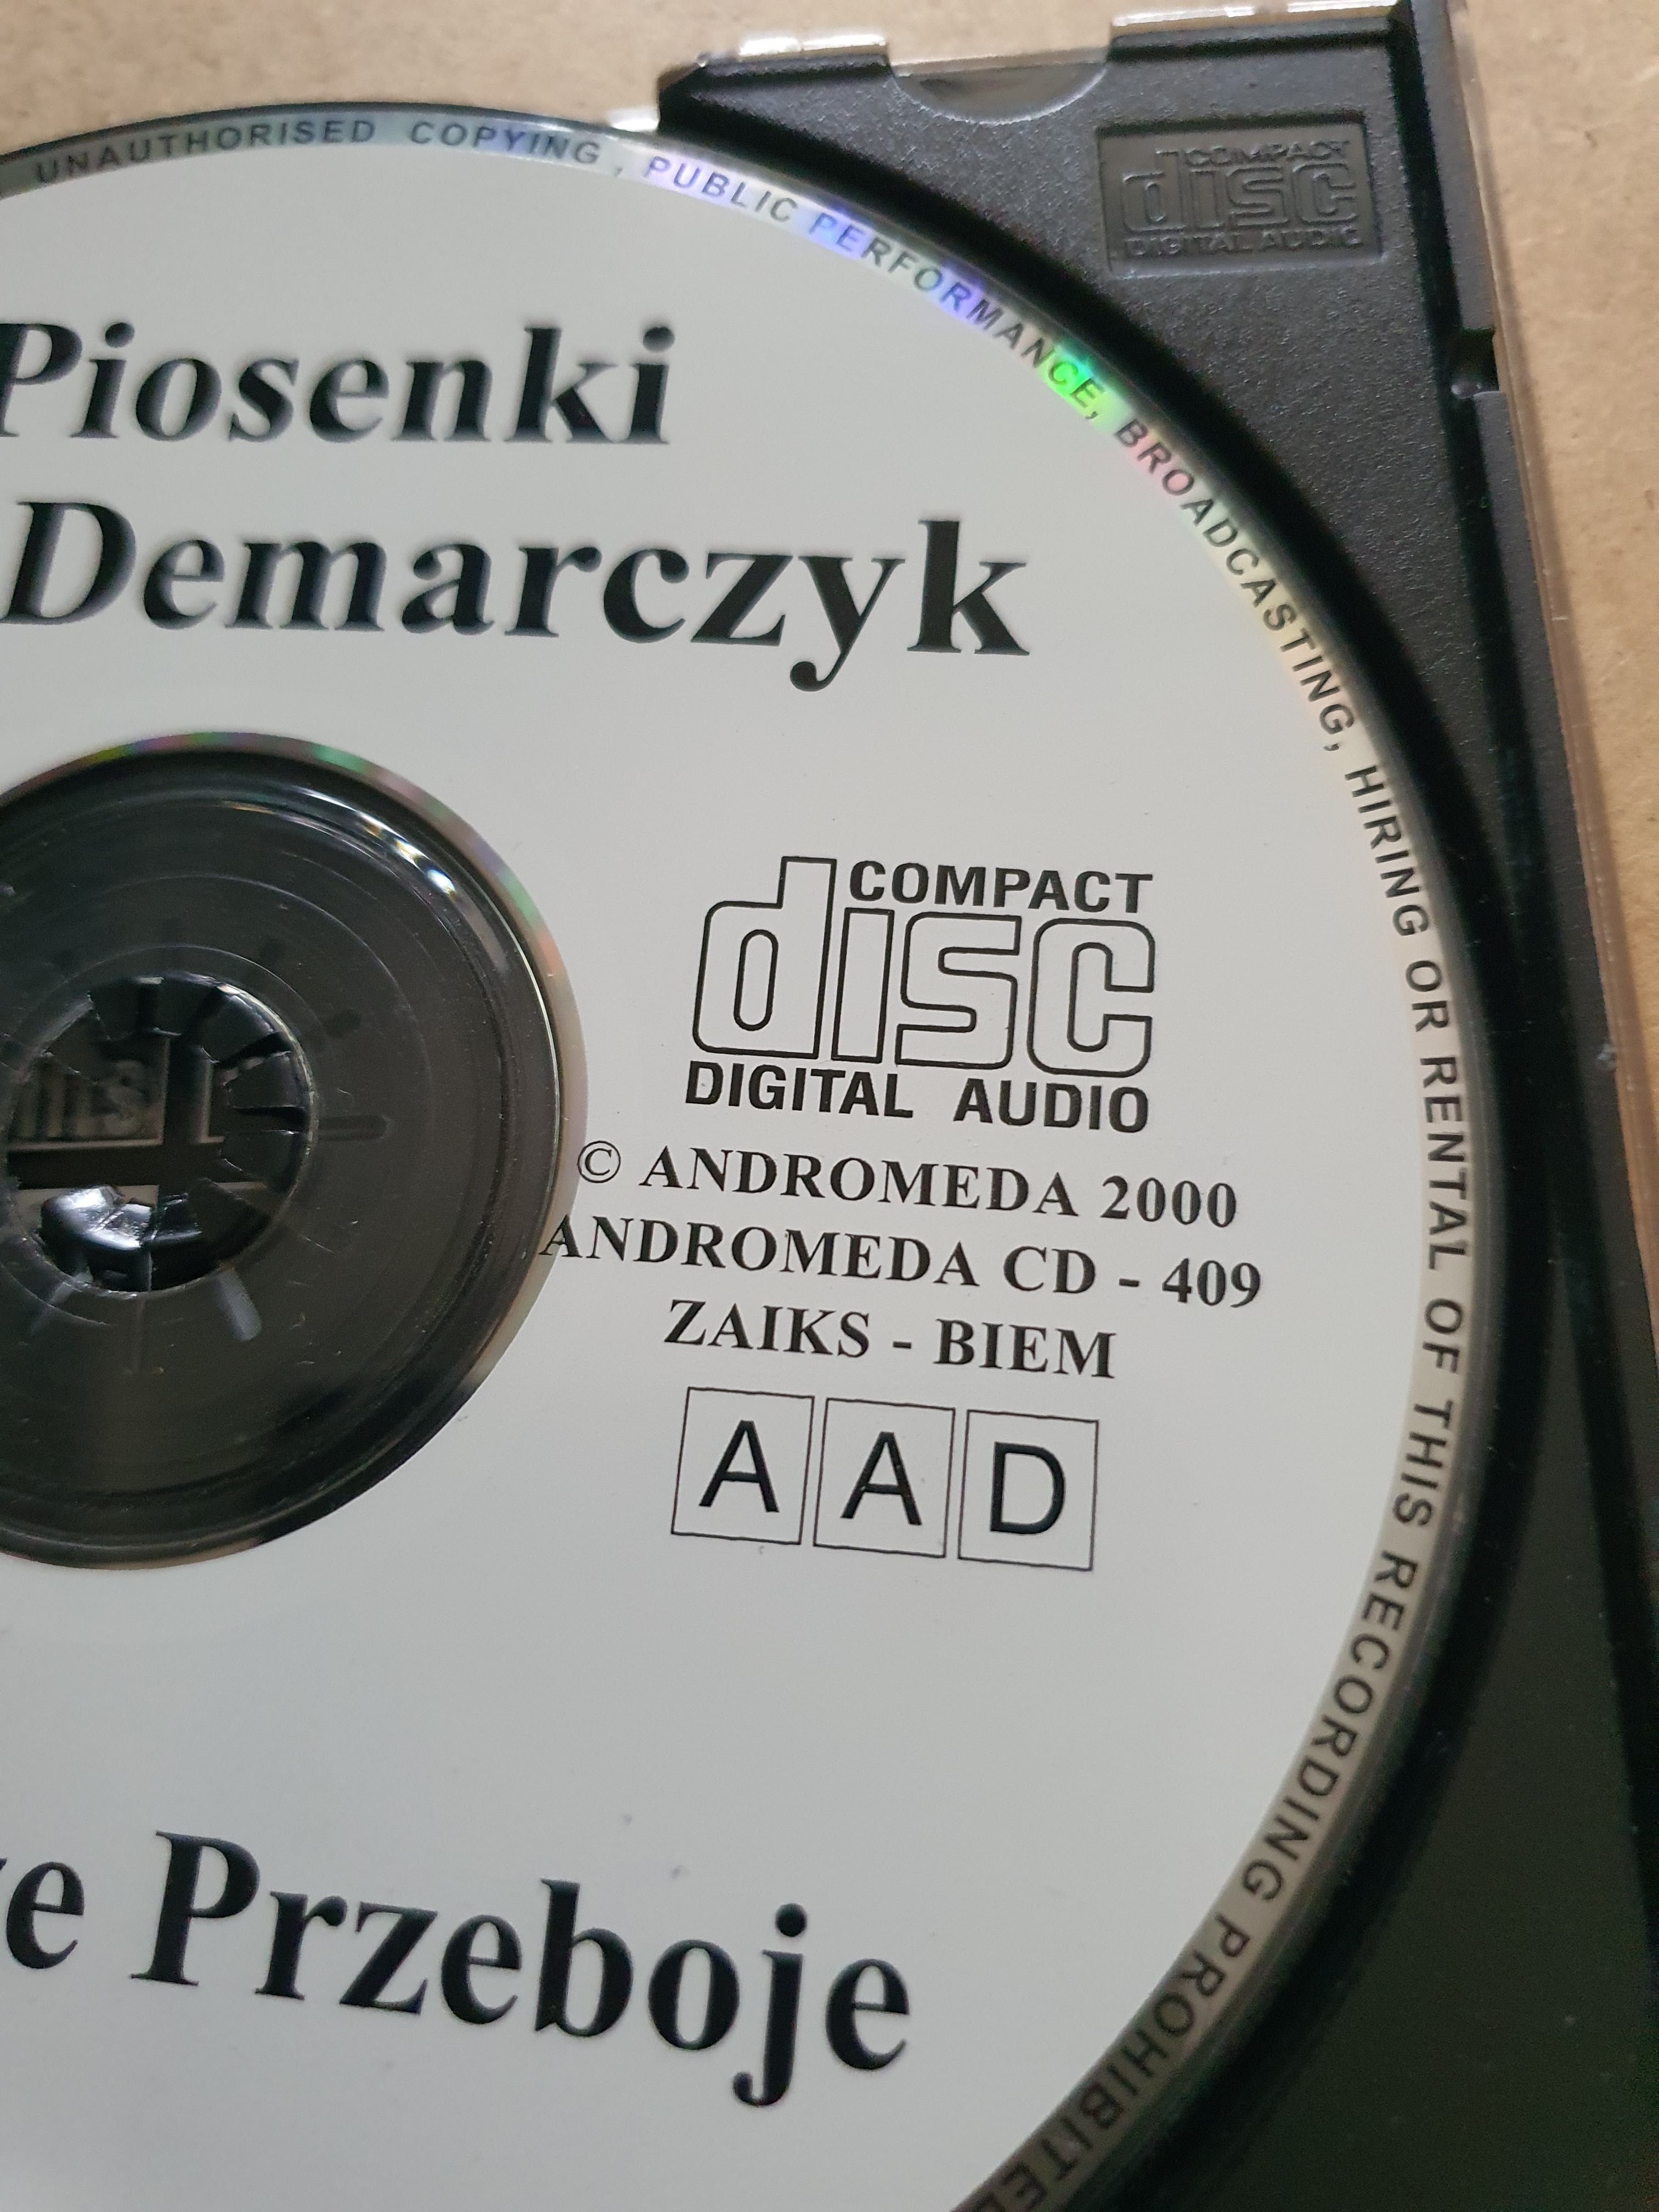 UNAUTHORISED COPYING , PUBLIC PERFORMANCE, BROADCASTING, HIRING OR RENTAL OF THIS RECORDING PROHIBITE
COMPACT
disc
DIGITAL AUDIO
Piosenki
Demarczyk
COMPACT
disc
DIGITAL AUDIO
© ANDROMEDA 2000
ANDROMEDA CD - 409
ZAIKS - BIEM
A A D
e Przeboje